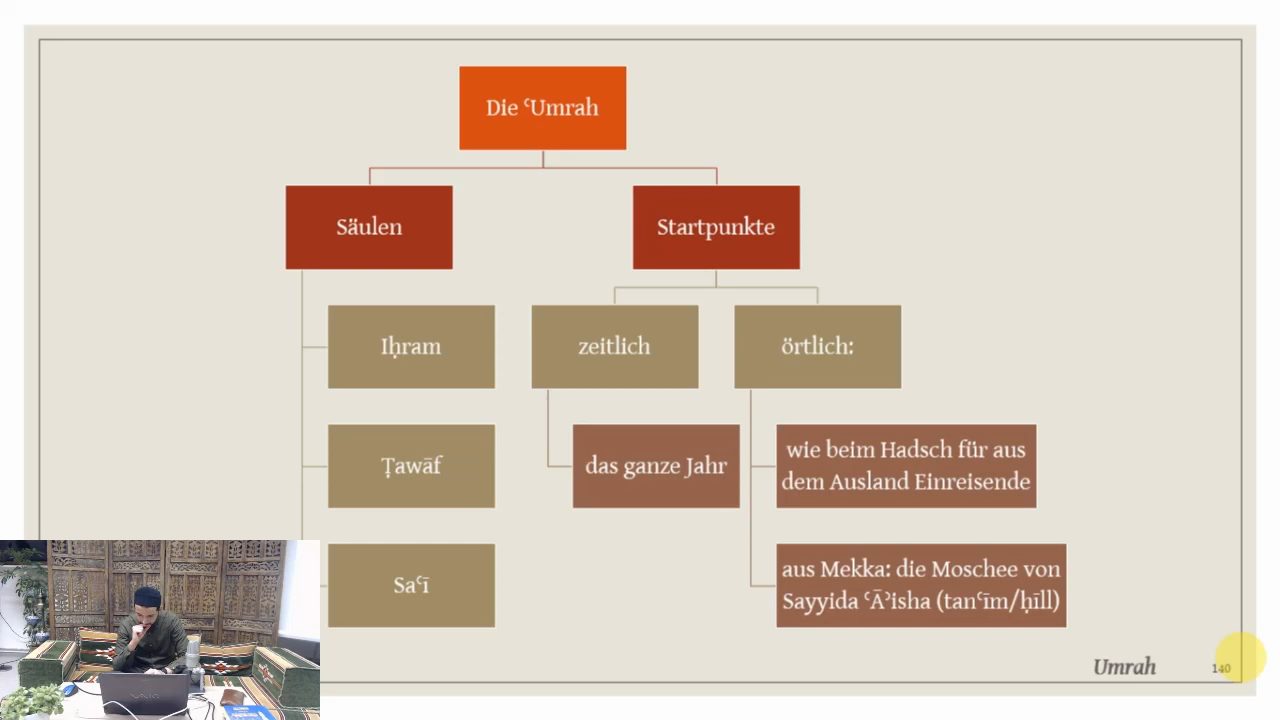 Die ʿUmrah
Säulen
Startpunkte
Iḥram
zeitlich
örtlich:
Ṭawāf
das ganze Jahr
wie beim Hadsch für aus
dem Ausland Einreisende
Saʿī
aus Mekka: die Moschee von
Sayyida ʿĀʾisha (tanʿīm/ḥīll)
Umrah
140
VAIO